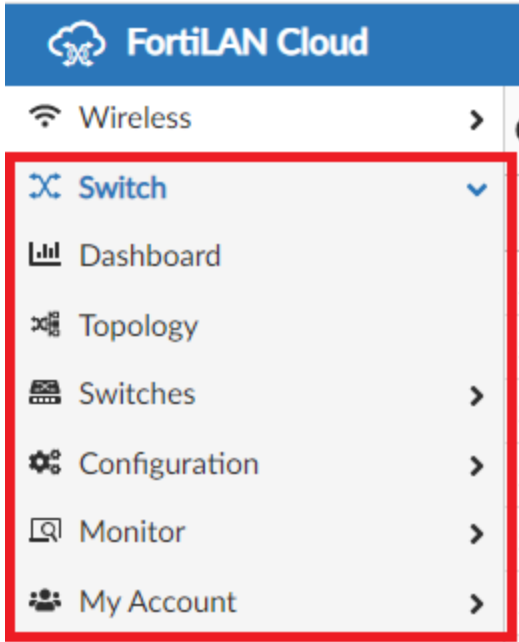 FortiLAN Cloud
Wireless
Switch
Dashboard
Topology
Switches
Configuration
Monitor
My Account